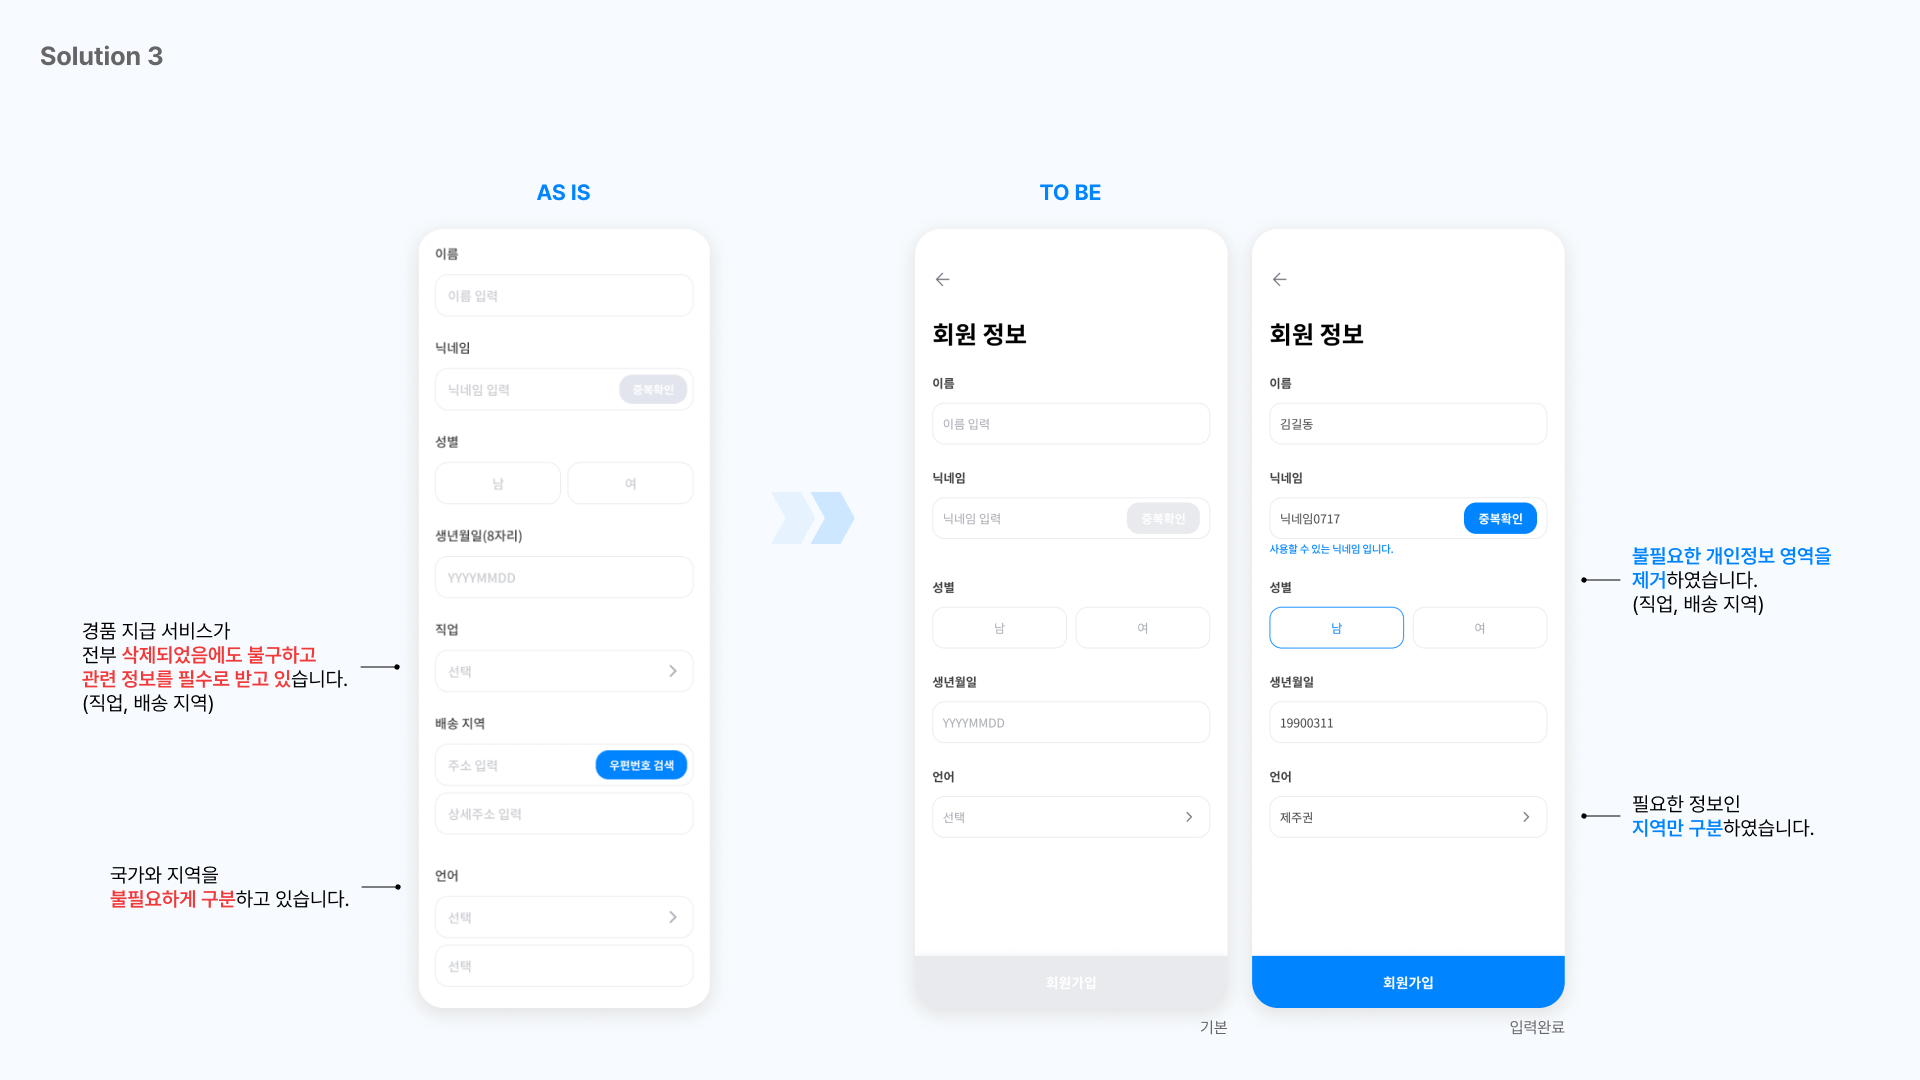 Solution 3
AS IS
이름
이름 입력
닉네임
닉네임 입력
중복확인
성별
남
여
생년월일(8자리)
YYYYMMDD
직업
선택
배송 지역
주소 입력
우편번호 검색
상세주소 입력
언어
선택
선택
경품 지급 서비스가
전부 삭제되었음에도 불구하고
관련 정보를 필수로 받고 있습니다.
(직업, 배송 지역)
국가와 지역을
불필요하게 구분하고 있습니다.
TO BE
회원 정보
이름
이름 입력
닉네임
닉네임 입력
중복확인
성별
남
여
생년월일
YYYYMMDD
언어
선택
회원가입
기본
회원 정보
이름
김길동
닉네임
닉네임0717
중복확인
사용할 수 있는 닉네임 입니다.
성별
남
여
생년월일
19900311
언어
제주권
회원가입
입력완료
불필요한 개인정보 영역을
제거하였습니다.
(직업, 배송 지역)
필요한 정보인
지역만 구분하였습니다.